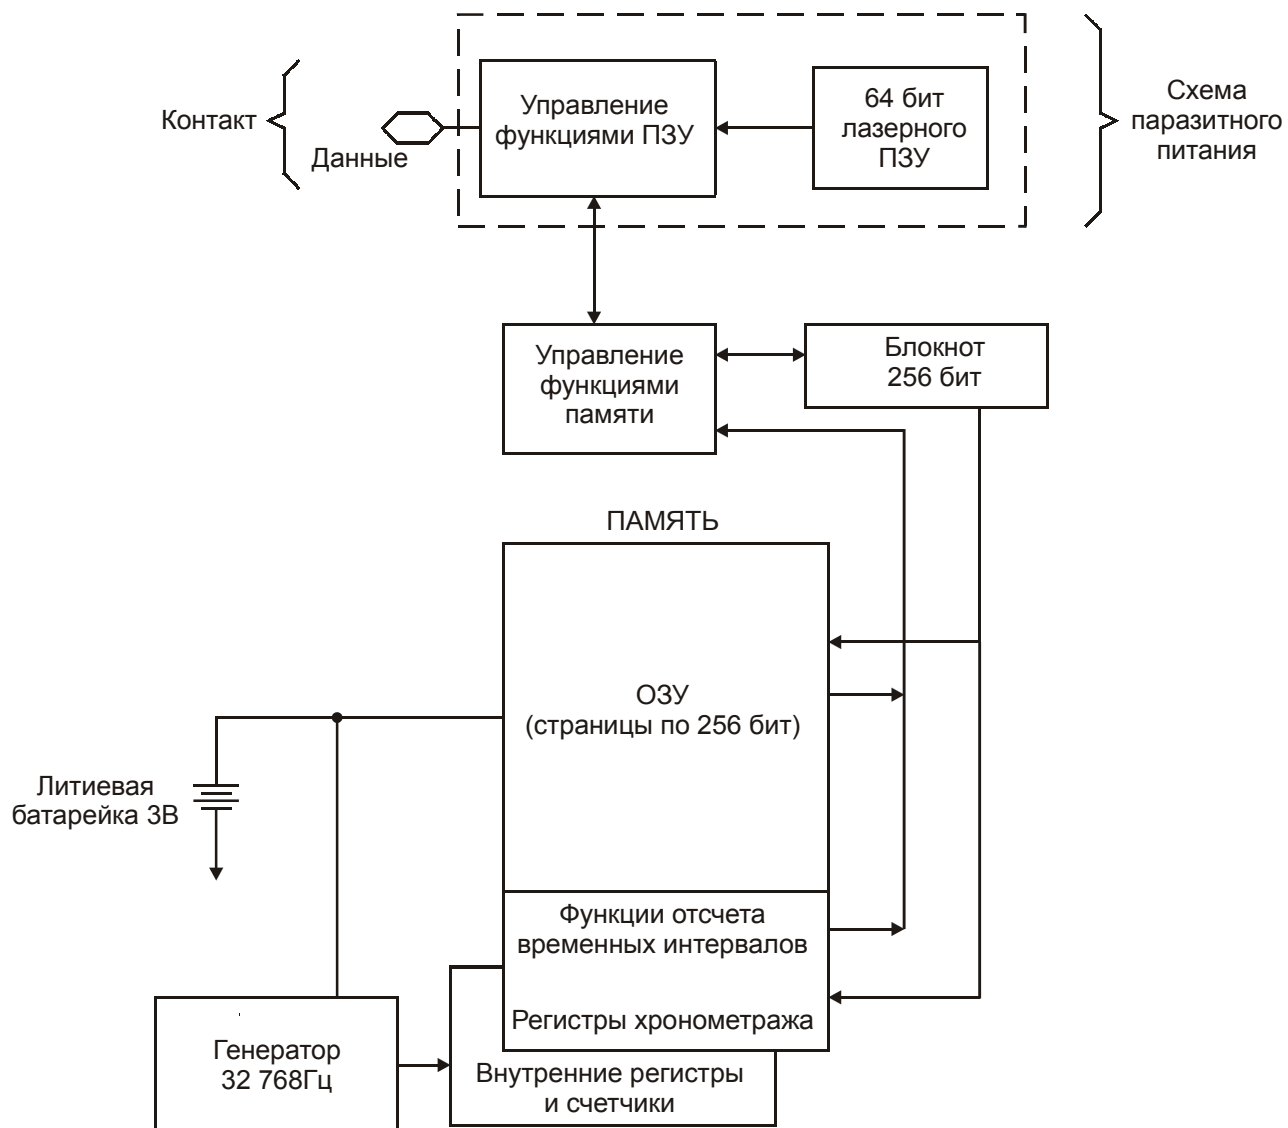 Контакт
Данные
Управление
функциями ПЗУ
64 бит
лазерного
ПЗУ
Схема
паразитного
питания
Управление
функциями
памяти
Блокнот
256 бит
ПАМЯТЬ
ОЗУ
(страницы по 256 бит)
Литиевая
батарейка 3В
Функции отсчета
временных интервалов
Регистры хронометража
Генератор
32 768Гц
Внутренние регистры
и счетчики